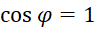 cos φ = 1